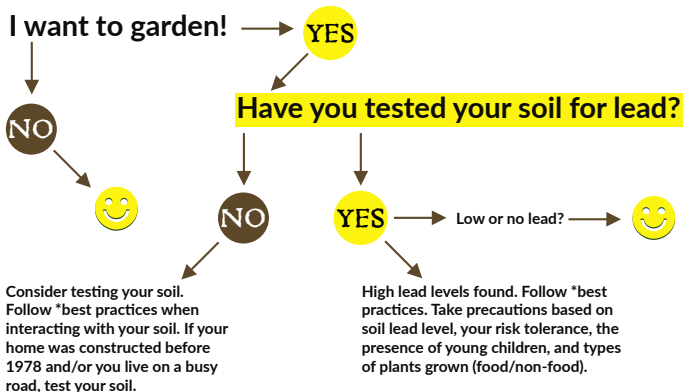 I want to garden!
YES
NO
Have you tested your soil for lead?
NO
YES
Low or no lead?
Consider testing your soil.
Follow *best practices when
interacting with your soil. If your
home was constructed before
1978 and/or you live on a busy
road, test your soil.
High lead levels found. Follow *best
practices. Take precautions based on
soil lead level, your risk tolerance, the
presence of young children, and types
of plants grown (food/non-food).